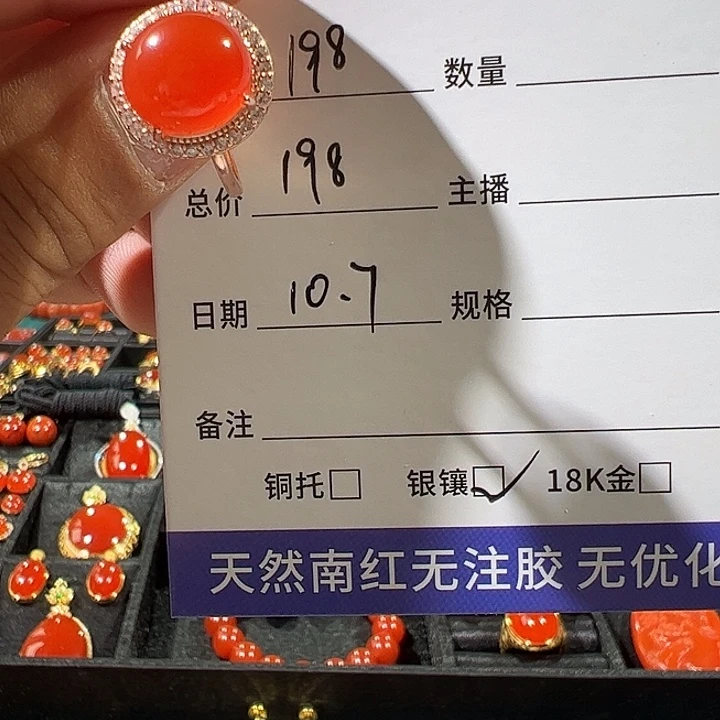 198 数量
总价 198 主播
日期 10.7 规格
备注
铜托 银镶 18K金
天然南红无注胶 无优化